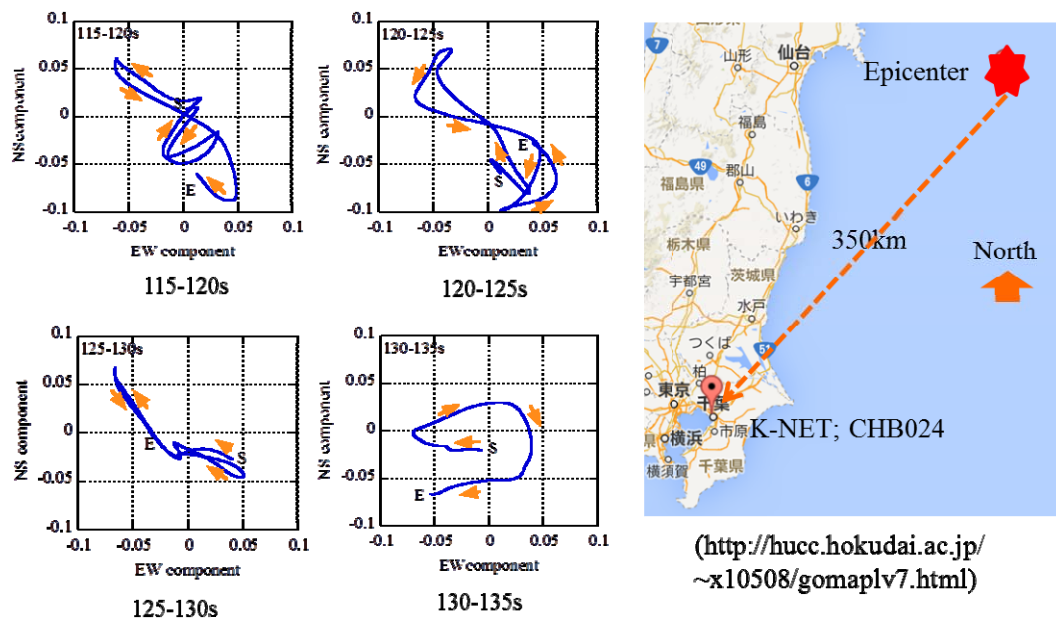 115-120s
0.1
0.05
0
-0.05
-0.1
NS component
S
E
-0.1
-0.05
0
0.05
0.1
EW component
115-120s
120-125s
0.1
0.05
0
-0.05
-0.1
NS component
E
S
-0.1
-0.05
0
0.05
0.1
EW component
120-125s
125-130s
0.1
0.05
0
-0.05
-0.1
NS component
E
S
-0.1
-0.05
0
0.05
0.1
EW component
125-130s
130-135s
0.1
0.05
0
-0.05
-0.1
NS component
S
E
-0.1
-0.05
0
0.05
0.1
EW component
130-135s
7
山形
仙台
Epicenter
福島
49
福島県
郡山
6
いわき
350km
North
栃木県
宇都宮
茨城県
水戸
つくば
51
柏
東京
千葉
K-NET; CHB024
市原
横浜
横須賀
千葉県
(http://hucc.hokudai.ac.jp/
~x10508/gomaplv7.html)